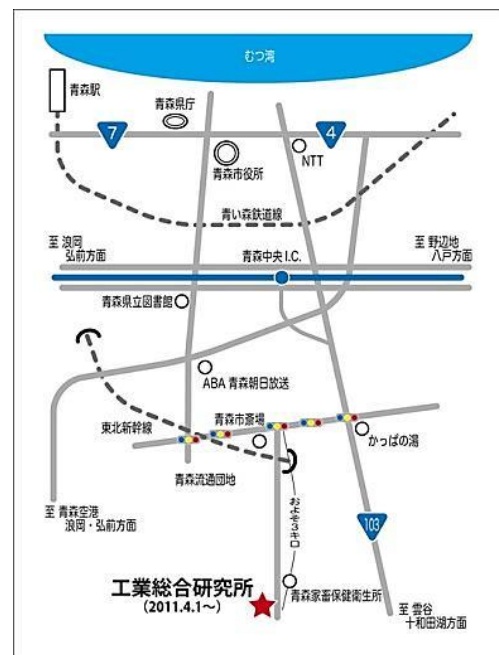 むつ湾
青森駅
青森県庁
7
4
青森市役所
NTT
青い森鉄道線
至 浪岡
弘前方面
青森中央 I.C.
至 野辺地
八戸方面
青森県立図書館
ABA 青森朝日放送
東北新幹線
青森市斎場
かっぱの湯
青森流通団地
至 青森空港
浪岡・弘前方面
およそ3キロ
103
工業総合研究所
(2011.4.1～)
青森家畜保健衛生所
至 雲谷
十和田湖方面